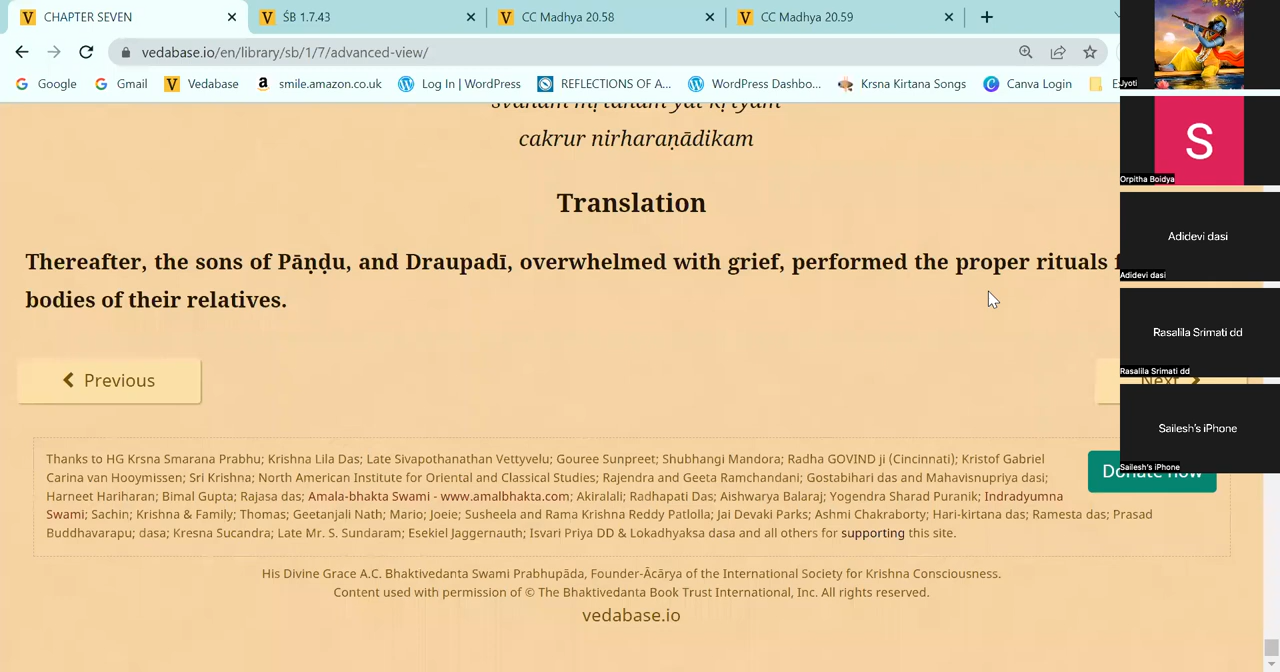 CHAPTER SEVEN
ŚB 1.7.43
CC Madhya 20.58
CC Madhya 20.59
vedabase.io/en/library/sb/1/7/advanced-view/
Google
Gmail
Vedabase
smile.amazon.co.uk
Log In | WordPress
REFLECTIONS OF A...
WordPress Dashbo...
Krsna Kirtana Songs
Canva Login
svānāṁ mṛtānāṁ yat kṛtyaṁ
cakrur nirharaṇādikam
Translation
Thereafter, the sons of Pāṇḍu, and Draupadī, overwhelmed with grief, performed the proper rituals
bodies of their relatives.
Previous
Next
Thanks to HG Krsna Smarana Prabhu; Krishna Lila Das; Late Sivapothanathan Vettyvelu; Gouree Sunpreet; Shubhangi Mandora; Radha GOVIND ji (Cincinnati); Kristof Gabriel
Carina van Hooymissen; Sri Krishna; North American Institute for Oriental and Classical Studies; Rajendra and Geeta Ramchandani; Gostabihari das and Mahavisnupriya dasi;
Harneet Hariharan; Bimal Gupta; Rajasa das; Amala-bhakta Swami - www.amalbhakta.com; Akiralali; Radhapati Das; Aishwarya Balaraj; Yogendra Sharad Puranik; Indradyumna
Swami; Sachin; Krishna & Family; Thomas; Geetanjali Nath; Mario; Joeie; Susheela and Rama Krishna Reddy Patlolla; Jai Devaki Parks; Ashmi Chakraborty; Hari-kirtana das; Ramesta das; Prasad
Buddhavarapu; dasa; Kresna Sucandra; Late Mr. S. Sundaram; Esekiel Jaggernauth; Isvari Priya DD & Lokadhyaksa dasa and all others for supporting this site.
Donate Now
His Divine Grace A.C. Bhaktivedanta Swami Prabhupāda, Founder-Ācārya of the International Society for Krishna Consciousness.
Content used with permission of © The Bhaktivedanta Book Trust International, Inc. All rights reserved.
vedabase.io
Jyoti
S
Orpitha Boidya
Adidevi dasi
Adidevi dasi
Rasalila Srimati dd
Rasalila Srimati dd
Sailesh's iPhone
Sailesh's iPhone